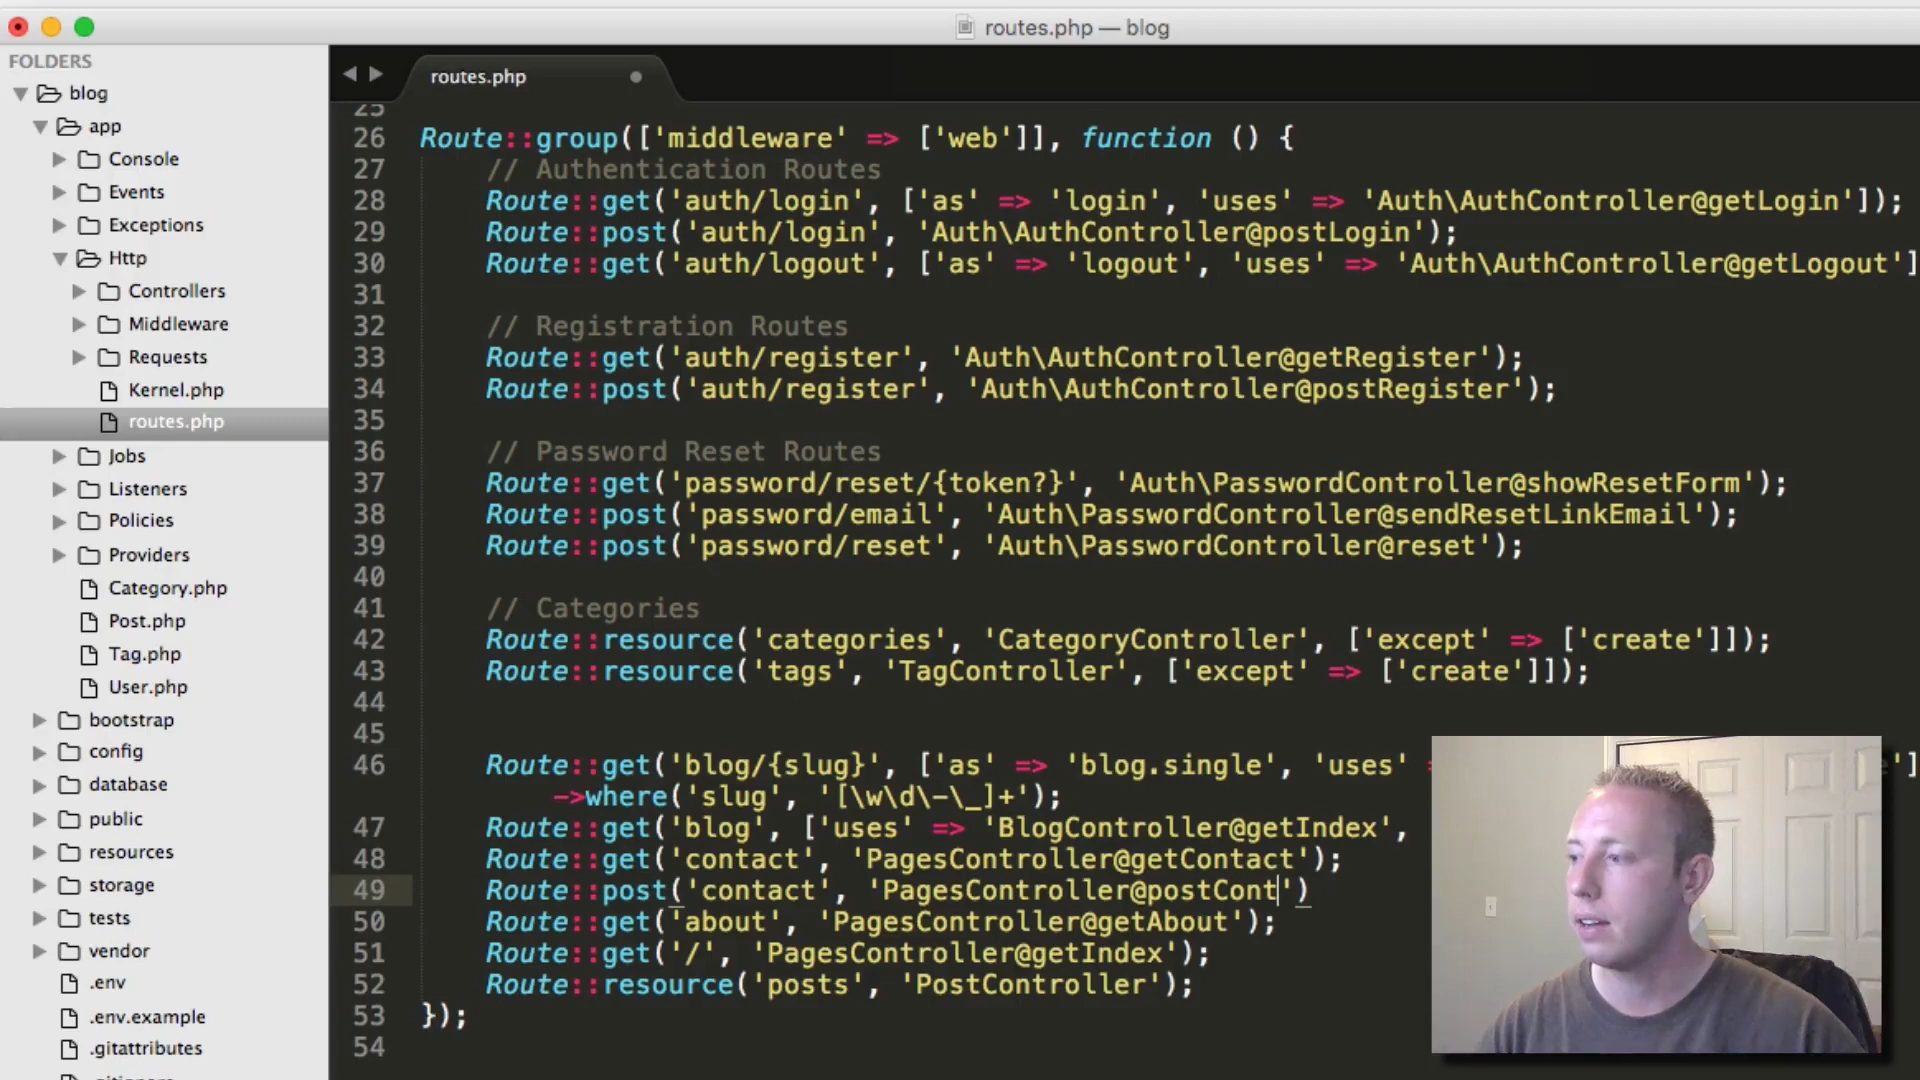 routes.php — blog
FOLDERS
blog
app
Console
Events
Exceptions
Http
Controllers
Middleware
Requests
Kernel.php
routes.php
Jobs
Listeners
Policies
Providers
Category.php
Post.php
Tag.php
User.php
bootstrap
config
database
public
resources
storage
tests
vendor
.env
.env.example
.gitattributes
routes.php
25
26 Route::group(['middleware' => ['web']], function () {
27 // Authentication Routes
28 Route::get('auth/login', ['as' => 'login', 'uses' => 'Auth\AuthController@getLogin']);
29 Route::post('auth/login', 'Auth\AuthController@postLogin');
30 Route::get('auth/logout', ['as' => 'logout', 'uses' => 'Auth\AuthController@getLogout']
31
32 // Registration Routes
33 Route::get('auth/register', 'Auth\AuthController@getRegister');
34 Route::post('auth/register', 'Auth\AuthController@postRegister');
35
36 // Password Reset Routes
37 Route::get('password/reset/{token?}', 'Auth\PasswordController@showResetForm');
38 Route::post('password/email', 'Auth\PasswordController@sendResetLinkEmail');
39 Route::post('password/reset', 'Auth\PasswordController@reset');
40
41 // Categories
42 Route::resource('categories', 'CategoryController', ['except' => ['create']]);
43 Route::resource('tags', 'TagController', ['except' => ['create']]);
44
45
46 Route::get('blog/{slug}', ['as' => 'blog.single', 'uses'
->where('slug', '[\w\d\-\_]+');
47 Route::get('blog', ['uses' => 'BlogController@getIndex',
48 Route::get('contact', 'PagesController@getContact');
49 Route::post('contact', 'PagesController@postCont')
50 Route::get('about', 'PagesController@getAbout');
51 Route::get('/', 'PagesController@getIndex');
52 Route::resource('posts', 'PostController');
53 });
54